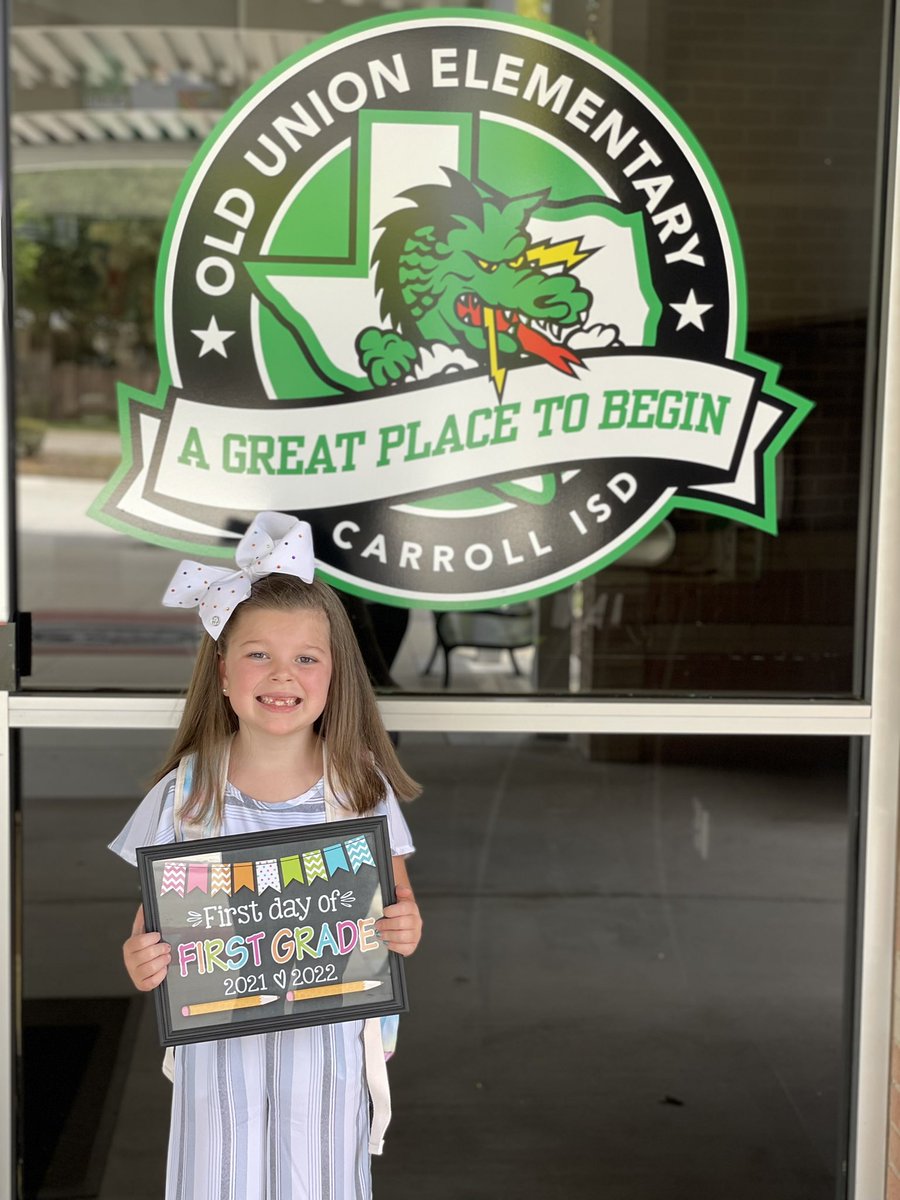 OLD UNION ELEMENTARY
A GREAT PLACE TO BEGIN
CARROLL ISD
First day of
FIRST GRADE
2021 2022